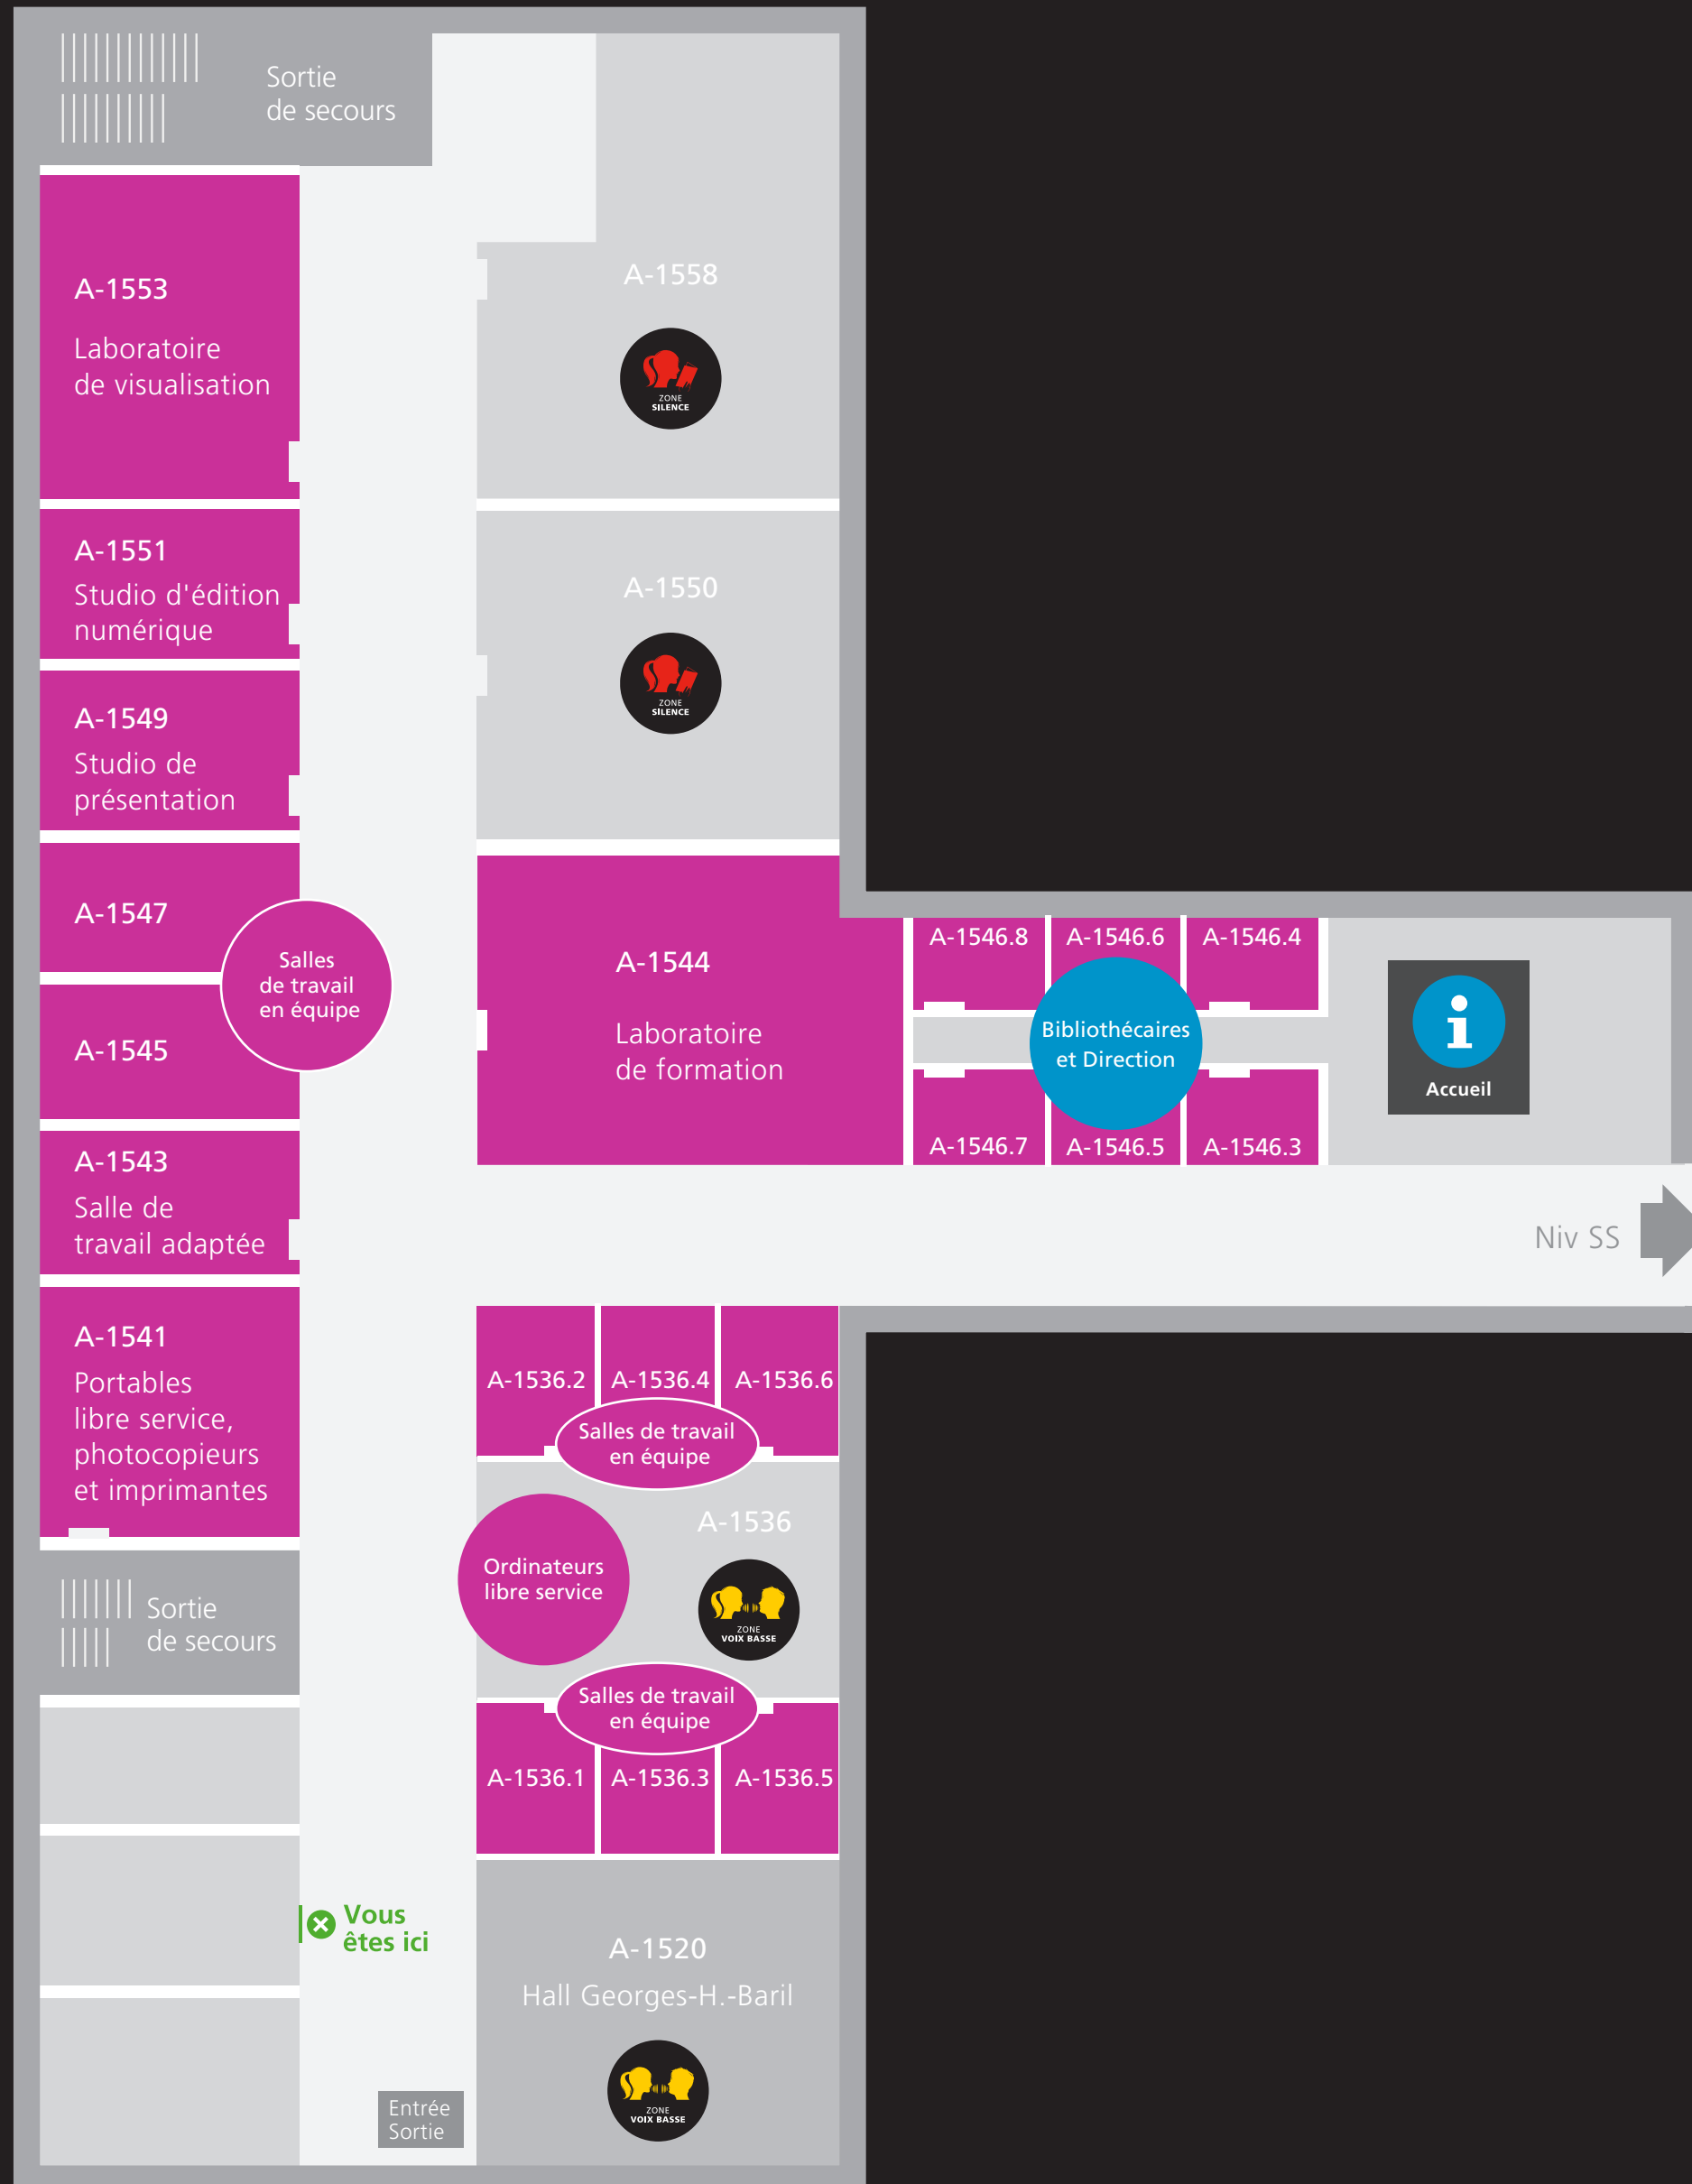 Sortie
de secours
A-1553
Laboratoire
de visualisation
A-1558
ZONE
SILENCE
A-1551
Studio d'édition
numérique
A-1550
ZONE
SILENCE
A-1549
Studio de
présentation
A-1547
Salles
de travail
en équipe
A-1545
A-1544
Laboratoire
de formation
A-1546.8
A-1546.6
A-1546.4
Bibliothécaires
et Direction
A-1546.7
A-1546.5
A-1546.3
Accueil
A-1543
Salle de
travail adaptée
Niv SS
A-1541
Portables
libre service,
photocopieurs
et imprimantes
A-1536.2
A-1536.4
A-1536.6
Salles de travail
en équipe
A-1536
Ordinateurs
libre service
ZONE
VOIX BASSE
Sortie
de secours
Salles de travail
en équipe
A-1536.1
A-1536.3
A-1536.5
Vous
êtes ici
A-1520
Hall Georges-H.-Baril
ZONE
VOIX BASSE
Entrée
Sortie